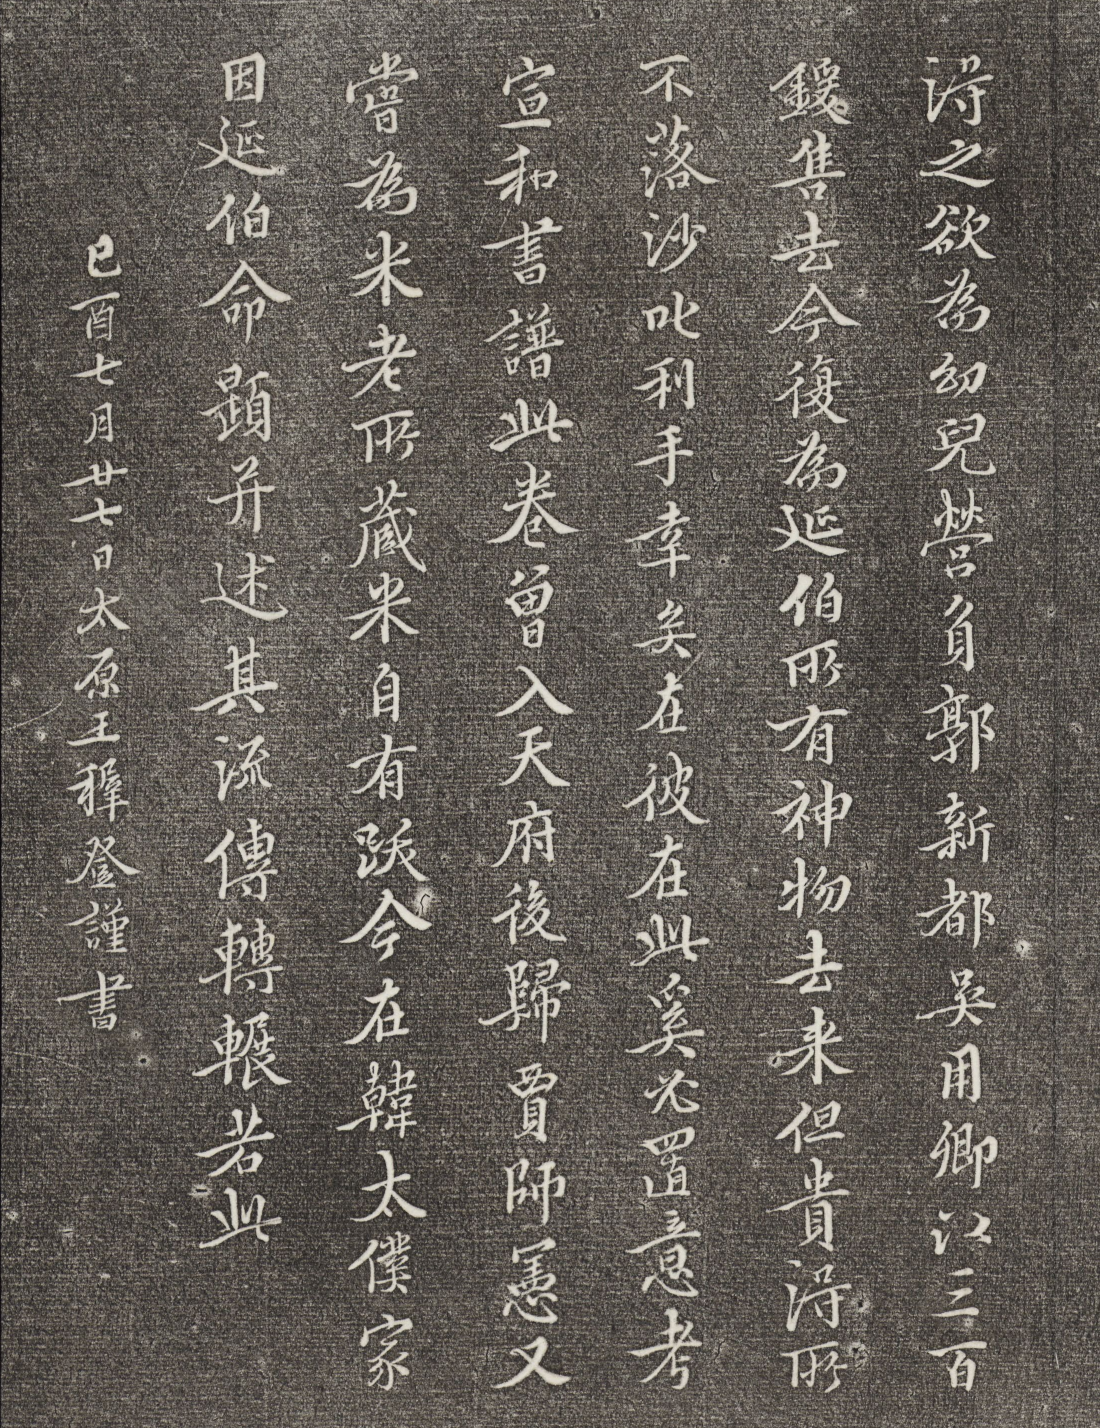 得之欲為幼兒營負郭新都吳用卿以三百
鍰售去今復為延伯所有神物去来但貴得所
不落沙叱利手幸矣在彼在此奚必置意考
宣和書譜此卷曾入天府後歸賈師憲又
嘗為米老所藏米自有跋今在韓太僕家
因延伯命題并述其流傳轉輾若此
己酉七月廿七日太原王穉登謹書